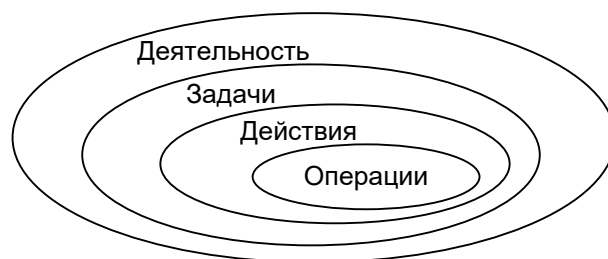 Деятельность
Задачи
Действия
Операции